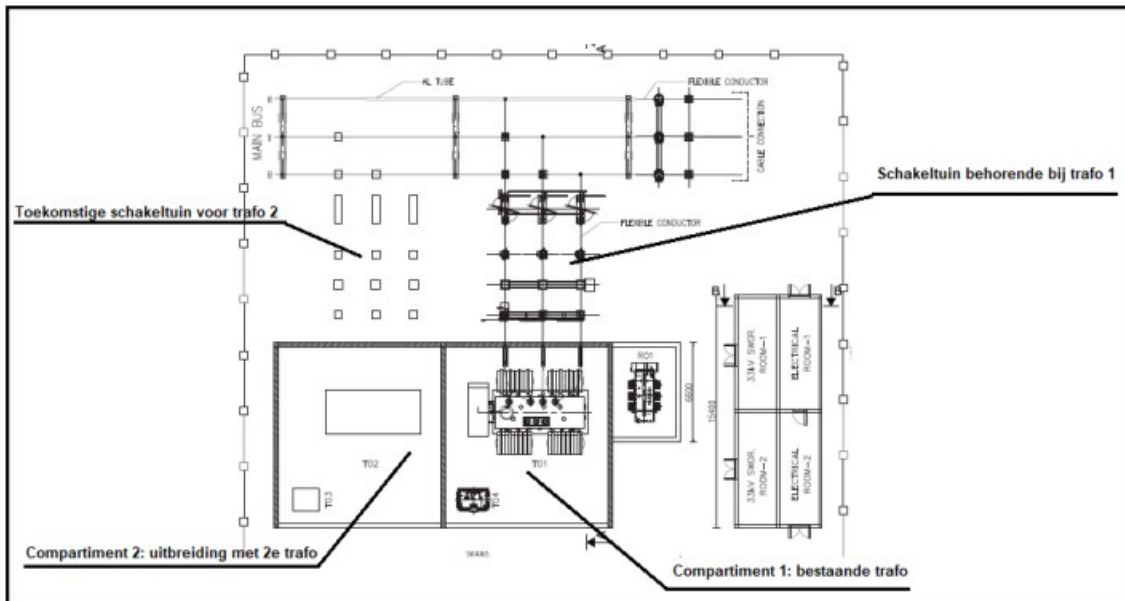 A
AL TUBE
FLEXIBLE CONDUCTOR
R
MAIN BUS
Y
B
CABLE CONNECTION
Schakeltuin behorende bij trafo 1
Toekomstige schakeltuin voor trafo 2
FLEXIBLE CONDUCTOR
B
B
33kV SWGR.
ROOM-1
ELECTRICAL
ROOM-1
R01
6600
15400
T02
T01
33kV SWGR.
ROOM-2
ELECTRICAL
ROOM-2
T03
T04
Compartiment 2: uitbreiding met 2e trafo
Compartiment 1: bestaande trafo